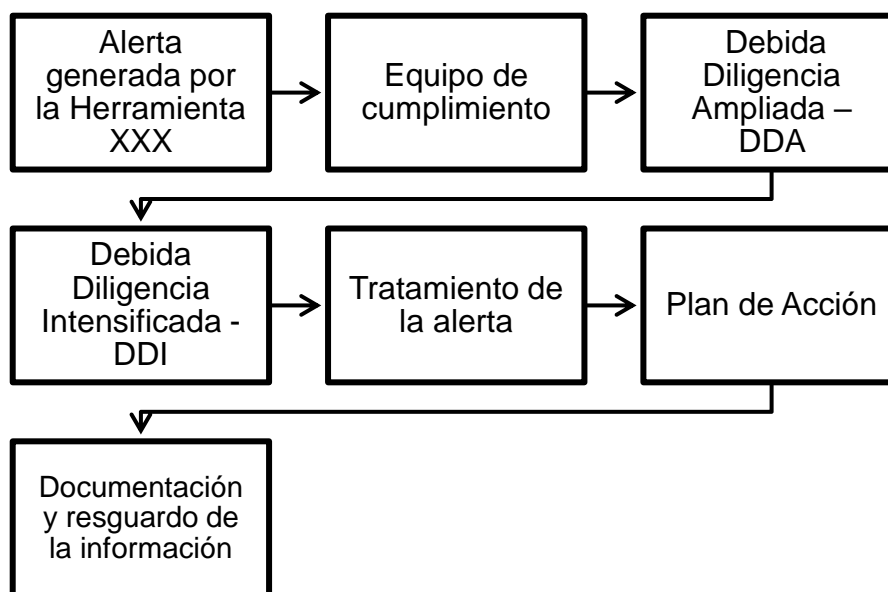 Alerta
generada por
la Herramienta
XXX
Equipo de
cumplimiento
Debida
Diligencia
Ampliada –
DDA
Debida
Diligencia
Intensificada -
DDI
Tratamiento de
la alerta
Plan de Acción
Documentación
y resguardo de
la información